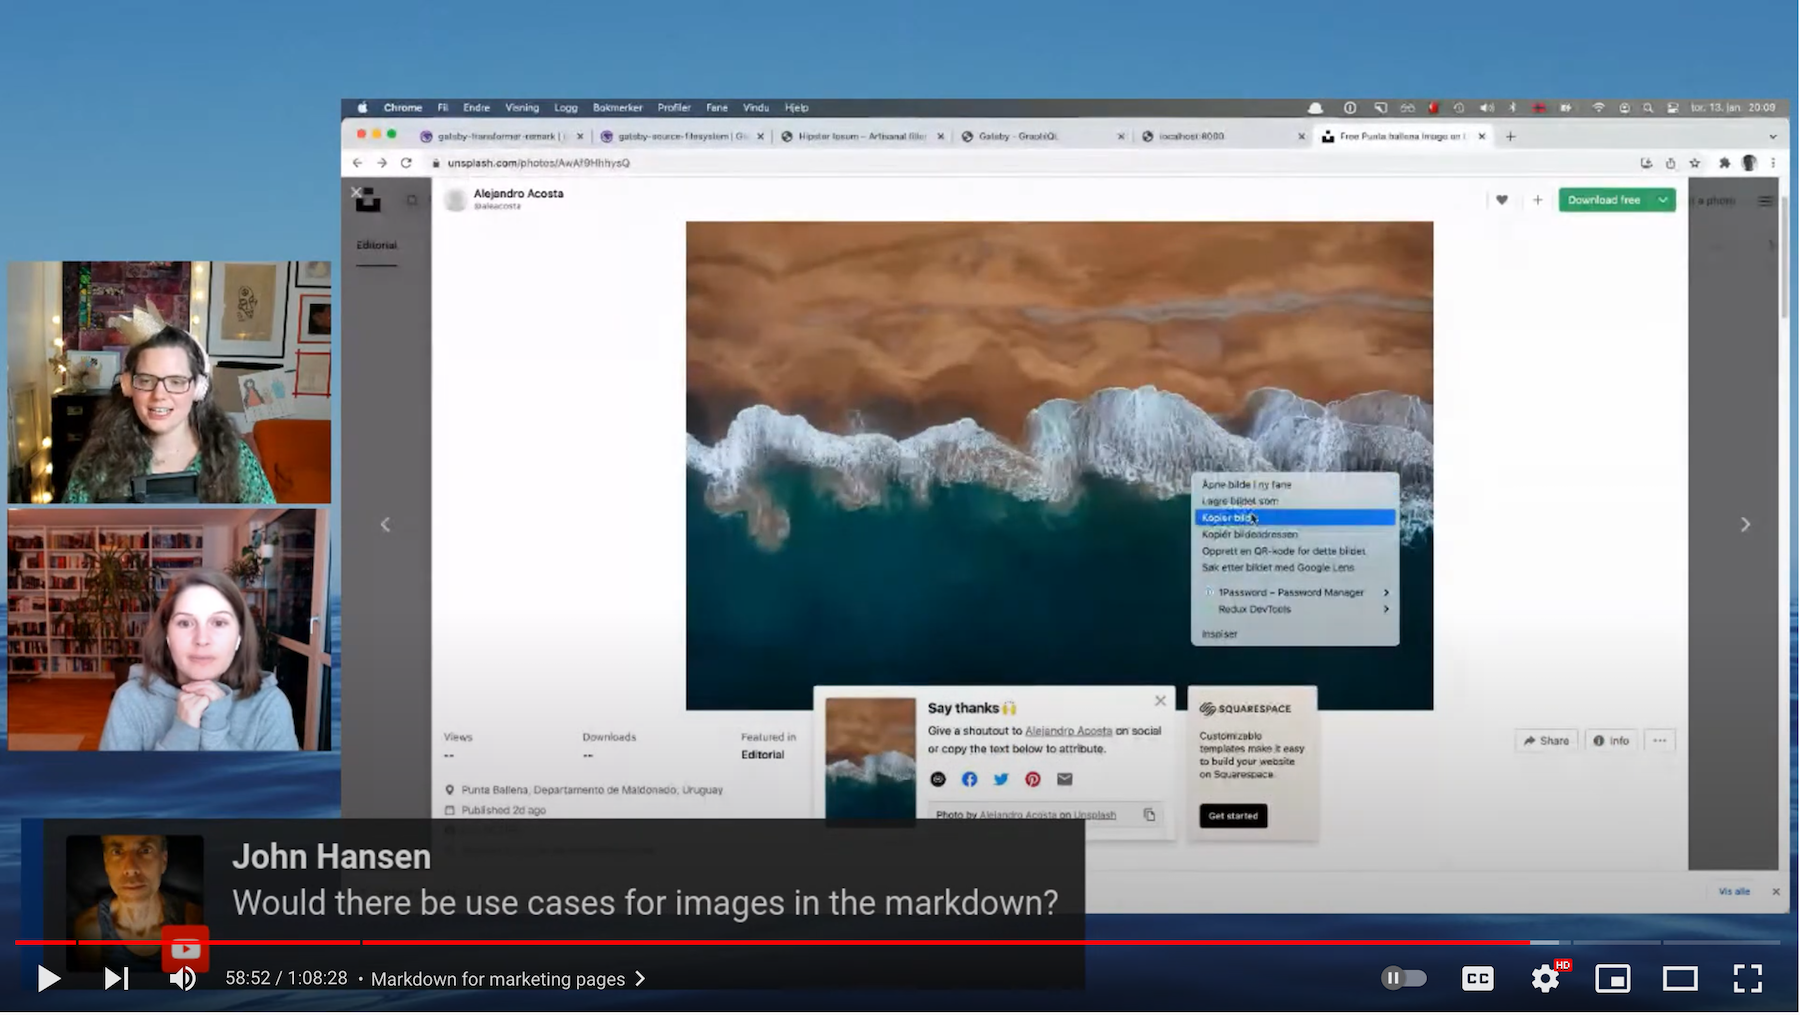 Chrome Fil Endre Visning Logg Bokmerker Profiler Fane Vindu Hjelp
tor. 13. jan. 20:09
gatsby-transformer-remark |
gatsby-source-filesystem |
Hipster Ipsum – Artisanal filler
Gatsby - GraphiQL
localhost:8000
Free Punta ballena Image on
unsplash.com/photos/AwAf9HhhysQ
Alejandro Acosta
@aleacosta
Download free
a photo
Editorial
Åpne bilde i ny fane
Lagre bildet som
Kopier bilde
Kopiér bildeadressen
Opprett en QR-kode for dette bildet
Søk etter bildet med Google Lens
1Password – Password Manager
Redux DevTools
Inspiser
Say thanks 🙌
Give a shoutout to Alejandro Acosta on social
or copy the text below to attribute.
Photo by Alejandro Acosta on Unsplash
SQUARESPACE
Customizable
templates make it easy
to build your website
on Squarespace.
Get started
Views
--
Downloads
--
Featured in
Editorial
Share
Info
Punta Ballena, Departamento de Maldonado, Uruguay
Published 2d ago
Vis alle
John Hansen
Would there be use cases for images in the markdown?
58:52 / 1:08:28 • Markdown for marketing pages
CC
HD